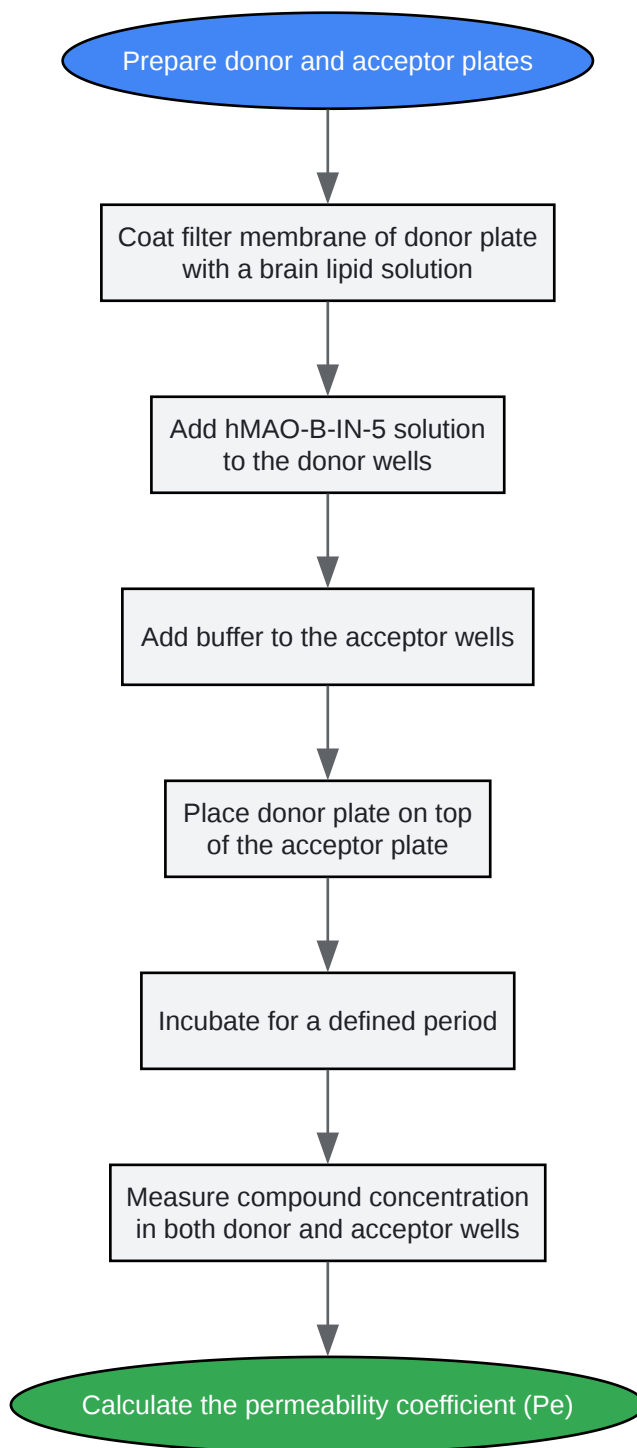 Prepare donor and acceptor plates
Coat filter membrane of donor plate
with a brain lipid solution
Add hMAO-B-IN-5 solution
to the donor wells
Add buffer to the acceptor wells
Place donor plate on top
of the acceptor plate
Incubate for a defined period
Measure compound concentration
in both donor and acceptor wells
Calculate the permeability coefficient (Pe)